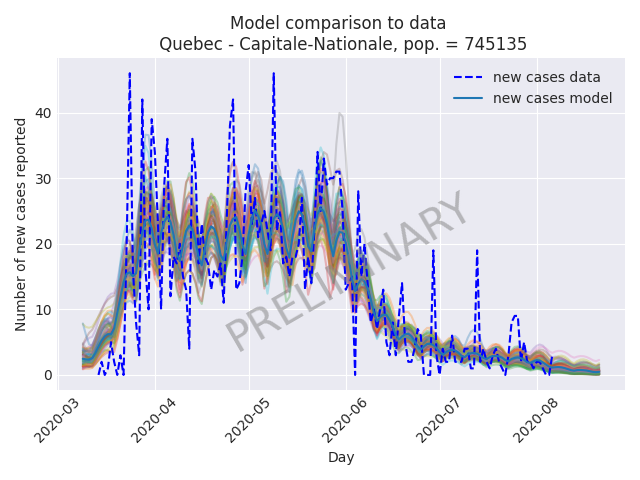 Model comparison to data
Quebec - Capitale-Nationale, pop. = 745135
new cases data
new cases model
Number of new cases reported
40
30
20
10
0
PRELIMINARY
2020-03
2020-04
2020-05
2020-06
2020-07
2020-08
Day